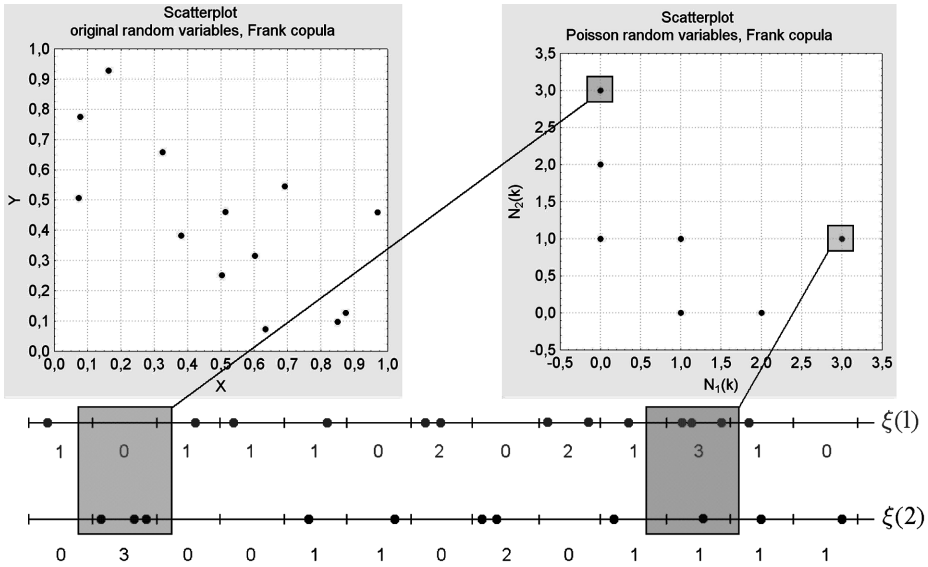 Scatterplot
original random variables, Frank copula
1,0
0,9
0,8
0,7
0,6
0,5
0,4
0,3
0,2
0,1
0,0
Y
0,0 0,1 0,2 0,3 0,4 0,5 0,6 0,7 0,8 0,9 1,0
X
Scatterplot
Poisson random variables, Frank copula
3,5
3,0
2,5
2,0
1,5
1,0
0,5
0,0
-0,5
N₂(k)
-0,5 0,0 0,5 1,0 1,5 2,0 2,5 3,0 3,5
N₁(k)
ξ(1)
1 0 1 1 1 0 2 0 2 1 3 1 0
ξ(2)
0 3 0 0 1 1 0 2 0 1 1 1 1